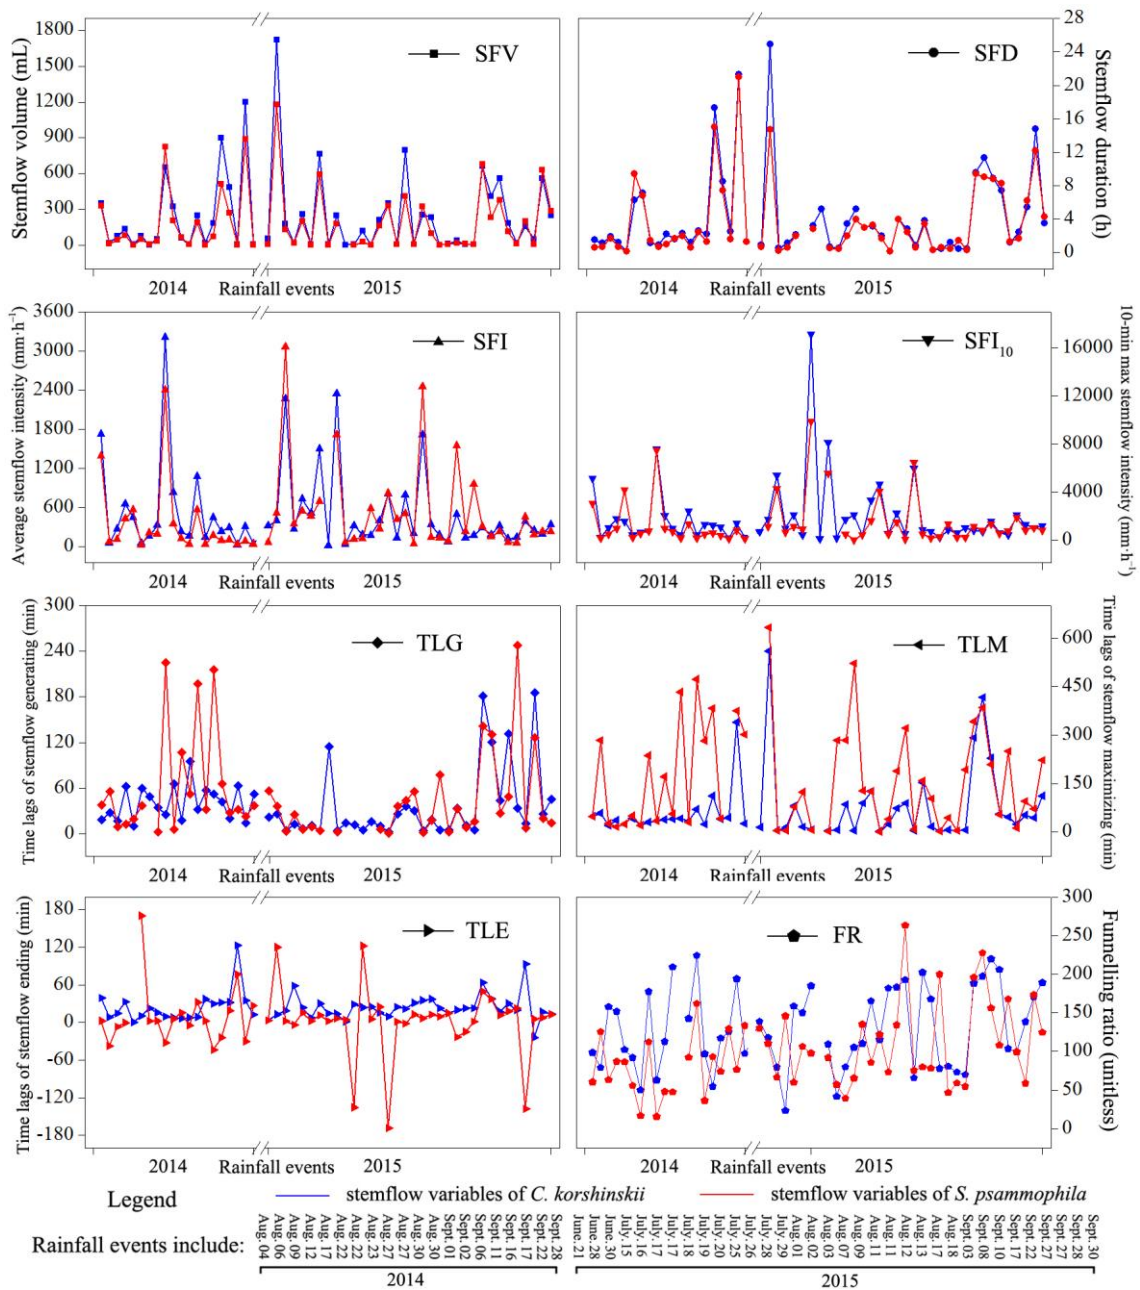 1800
1500
1200
900
600
300
0
Stemflow volume (mL)
SFV
2014
Rainfall events
2015
28
24
20
16
12
8
4
0
Stemflow duration (h)
SFD
2014
Rainfall events
2015
3600
3000
2400
1800
1200
600
0
Average stemflow intensity (mm·h⁻¹)
SFI
2014
Rainfall events
2015
16000
12000
8000
4000
0
10-min max stemflow intensity (mm·h⁻¹)
SFI₁₀
2014
Rainfall events
2015
300
240
180
120
60
0
Time lags of stemflow generating (min)
TLG
2014
Rainfall events
2015
600
450
300
150
0
Time lags of stemflow maximizing (min)
TLM
2014
Rainfall events
2015
180
120
60
0
-60
-120
-180
Time lags of stemflow ending (min)
TLE
2014
Rainfall events
2015
300
250
200
150
100
50
0
Funnelling ratio (unitless)
FR
2014
Rainfall events
2015
Legend
stemflow variables of C. korshinskii
stemflow variables of S. psammophila
Rainfall events include:
Aug. 04
Aug. 06
Aug. 09
Aug. 12
Aug. 17
Aug. 22
Aug. 22
Aug. 23
Aug. 27
Aug. 30
Aug. 30
Sept. 01
Sept. 02
Sept. 06
Sept. 11
Sept. 16
Sept. 22
Sept. 28
2014
June. 21
June. 28
June. 30
July. 15
July. 16
July. 17
July. 17
July. 19
July. 20
July. 25
July. 28
July. 29
Aug. 01
Aug. 02
Aug. 07
Aug. 09
Aug. 11
Aug. 11
Aug. 12
Aug. 13
Aug. 17
Aug. 18
Sept. 03
Sept. 08
Sept. 10
Sept. 17
Sept. 22
Sept. 27
Sept. 27
Sept. 28
Sept. 30
2015